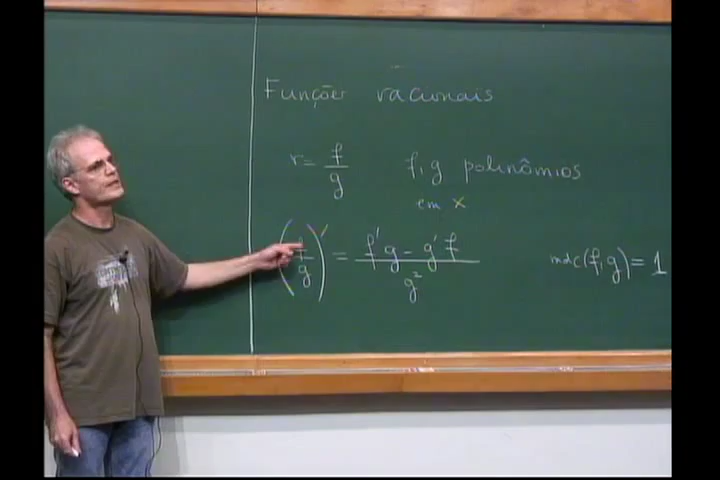 Funções racionais
r = f/g f, g polinômios
em x
(f/g)' = (f'g - g'f)/g² mdc(f, g) = 1